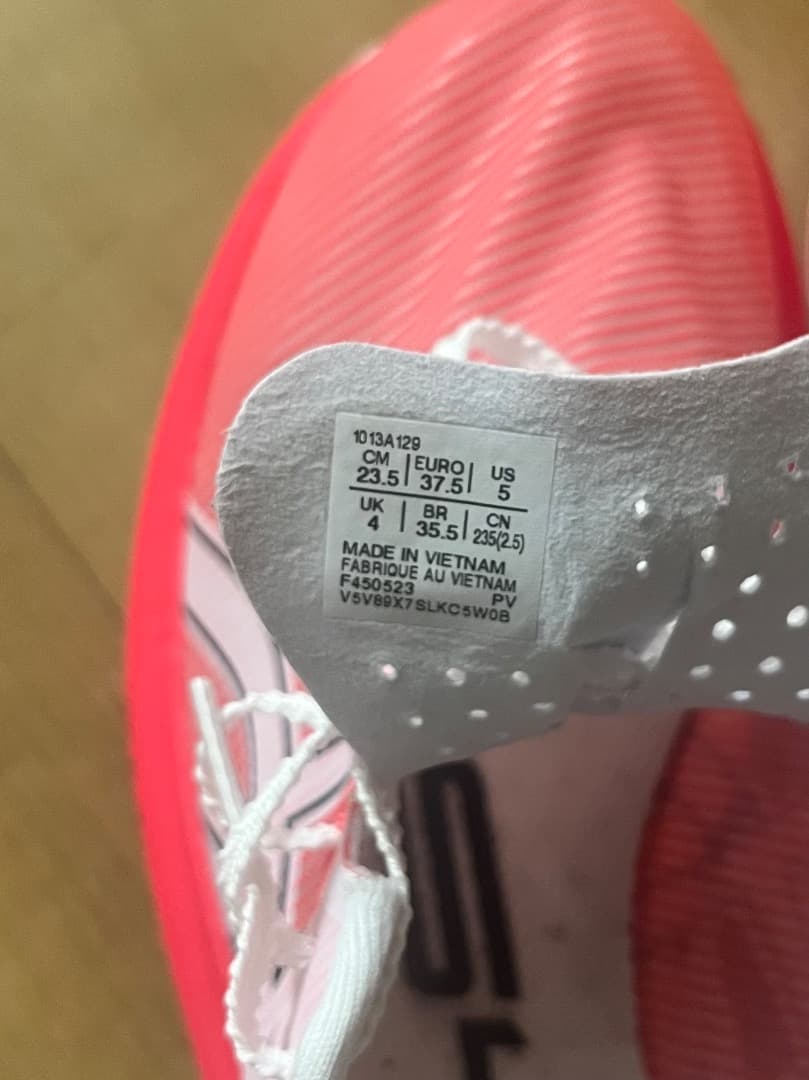 1013A129
CM | EURO | US
23.5 | 37.5 | 5
UK | BR | CN
4 | 35.5 | 235(2.5)
MADE IN VIETNAM
FABRIQUE AU VIETNAM
F450523 PV
V5V89X7SLKC5W0B